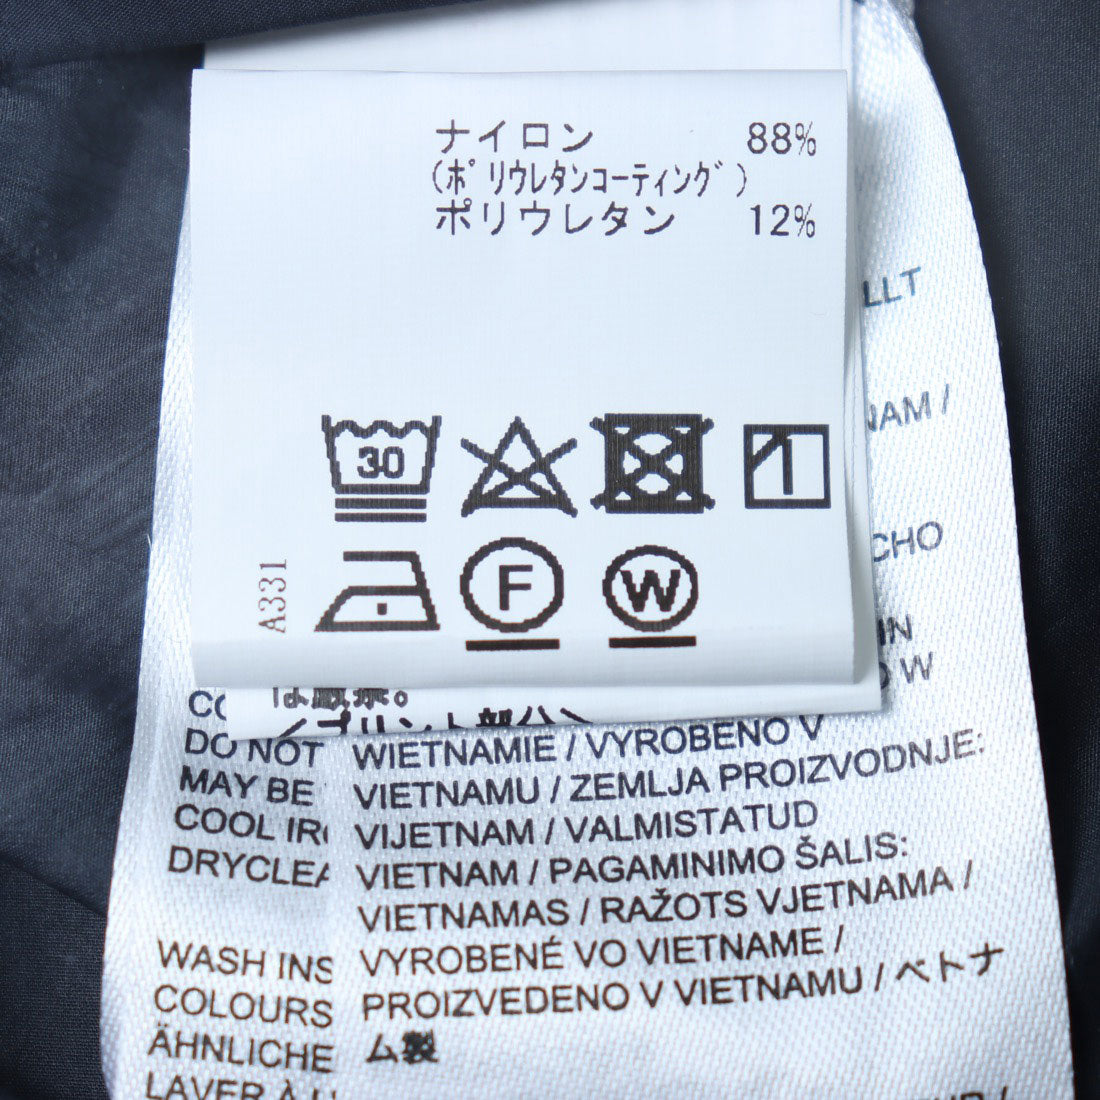 ナイロン 88%
(ポリウレタンコーティング)
ポリウレタン 12%
LLT
NAM /
CHO
IN
W
30
1
F
W
A331
DO NOT
MAY BE
COOL
WIETNAMIE / VYROBENO V
VIETNAMU / ZEMLJA PROIZVODNJE:
VIJETNAM / VALMISTATUD
VIETNAM / PAGAMINIMO ŠALIS:
VIETNAMAS / RAŽOTS VJETNAMA /
VYROBENÉ VO VIETNAME /
PROIZVEDENO V VIETNAMU / ベトナ
ム製
WASH INS
COLOURS
ÄHNLICHE
LAVER À